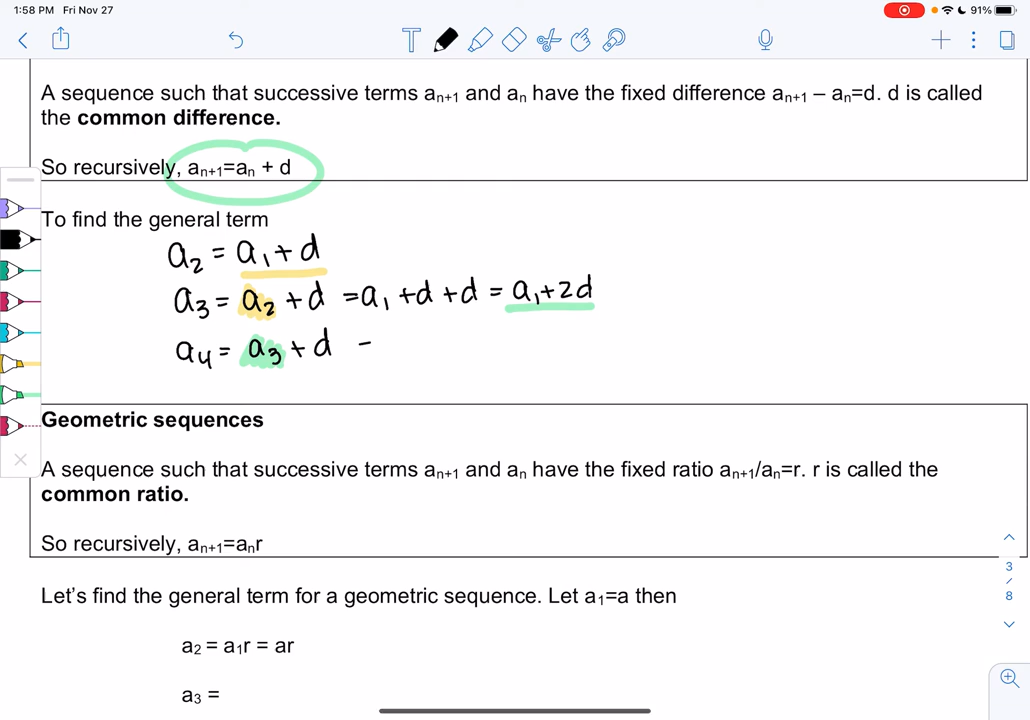 1:58 PM Fri Nov 27 91%
T
A sequence such that successive terms aₙ₊₁ and aₙ have the fixed difference aₙ₊₁ – aₙ=d. d is called
the common difference.
So recursively, aₙ₊₁=aₙ + d
To find the general term
a₂ = a₁ + d
a₃ = a₂ + d = a₁ + d + d = a₁+2d
a₄ = a₃ + d -
Geometric sequences
A sequence such that successive terms aₙ₊₁ and aₙ have the fixed ratio aₙ₊₁/aₙ=r. r is called the
common ratio.
So recursively, aₙ₊₁=aₙr
3
/
8
Let’s find the general term for a geometric sequence. Let a₁=a then
a₂ = a₁r = ar
a₃ =